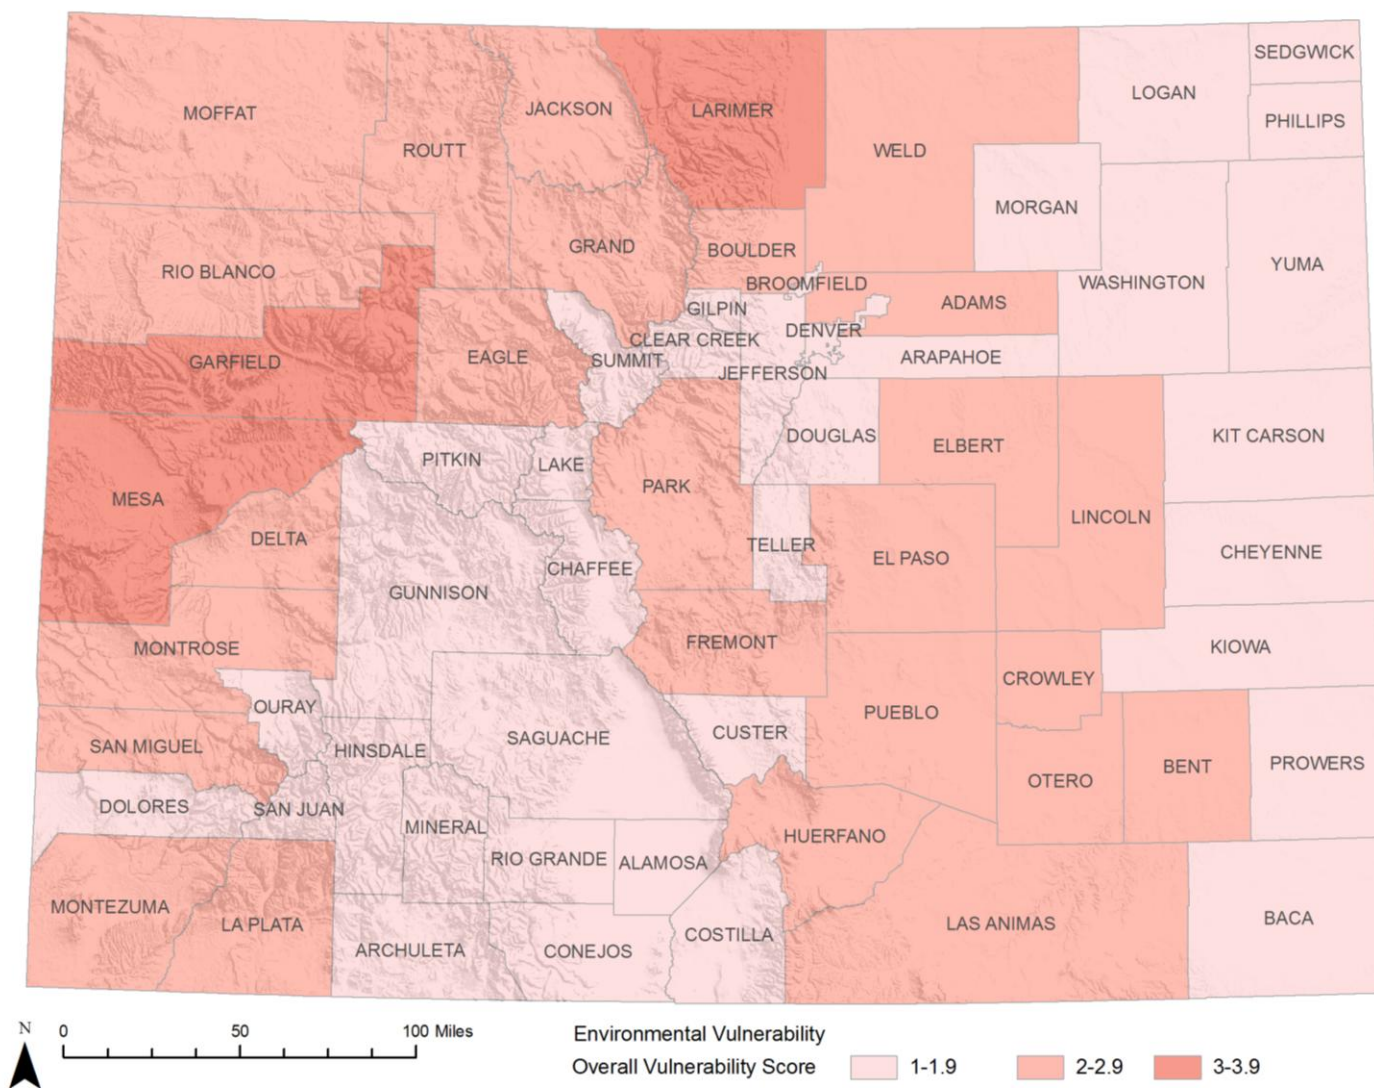 SEDGWICK
LOGAN
JACKSON
LARIMER
MOFFAT
PHILLIPS
ROUTT
WELD
MORGAN
GRAND
BOULDER
YUMA
RIO BLANCO
BROOMFIELD
WASHINGTON
ADAMS
GILPIN
DENVER
CLEAR CREEK
EAGLE
ARAPAHOE
GARFIELD
SUMMIT
JEFFERSON
DOUGLAS
KIT CARSON
ELBERT
PITKIN
LAKE
PARK
MESA
LINCOLN
DELTA
TELLER
CHEYENNE
EL PASO
CHAFFEE
GUNNISON
FREMONT
KIOWA
MONTROSE
CROWLEY
OURAY
PUEBLO
CUSTER
SAGUACHE
SAN MIGUEL
HINSDALE
PROWERS
BENT
OTERO
DOLORES
SAN JUAN
MINERAL
HUERFANO
RIO GRANDE
ALAMOSA
MONTEZUMA
BACA
LA PLATA
LAS ANIMAS
COSTILLA
ARCHULETA
CONEJOS
N
0 50 100 Miles
Environmental Vulnerability
Overall Vulnerability Score 1-1.9 2-2.9 3-3.9